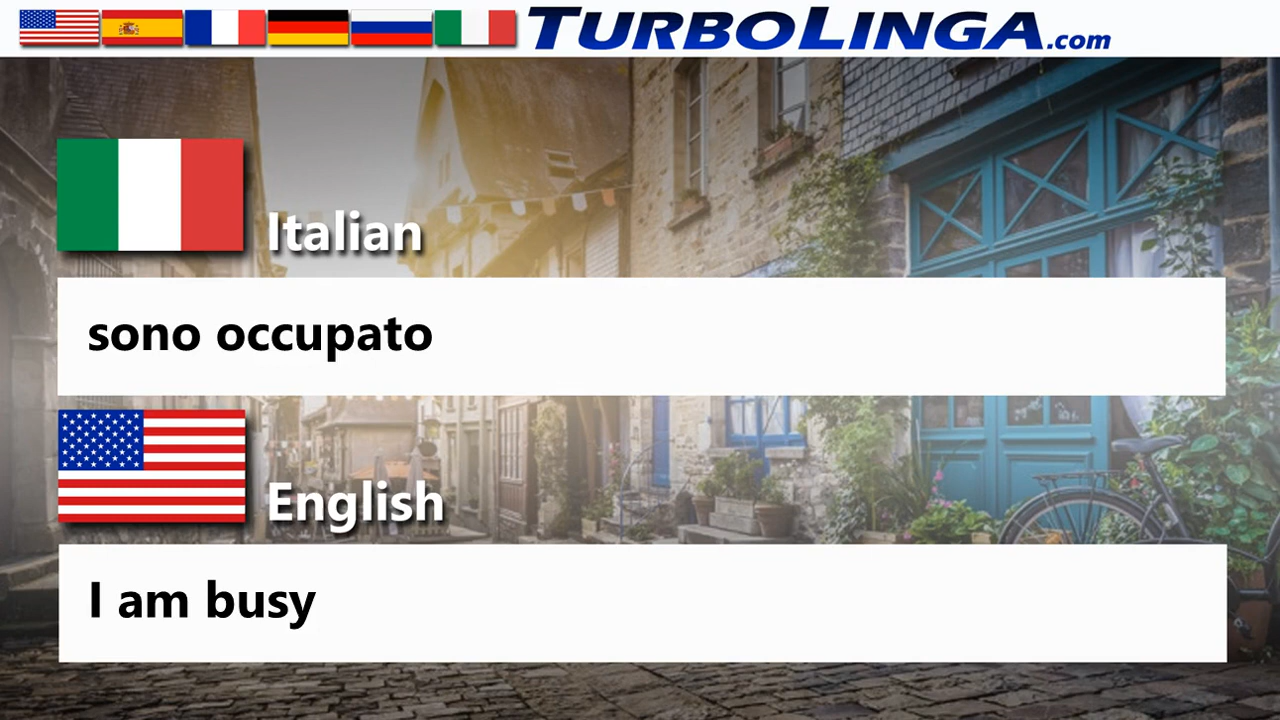 TURBOLINGA.com
Italian
sono occupato
English
I am busy